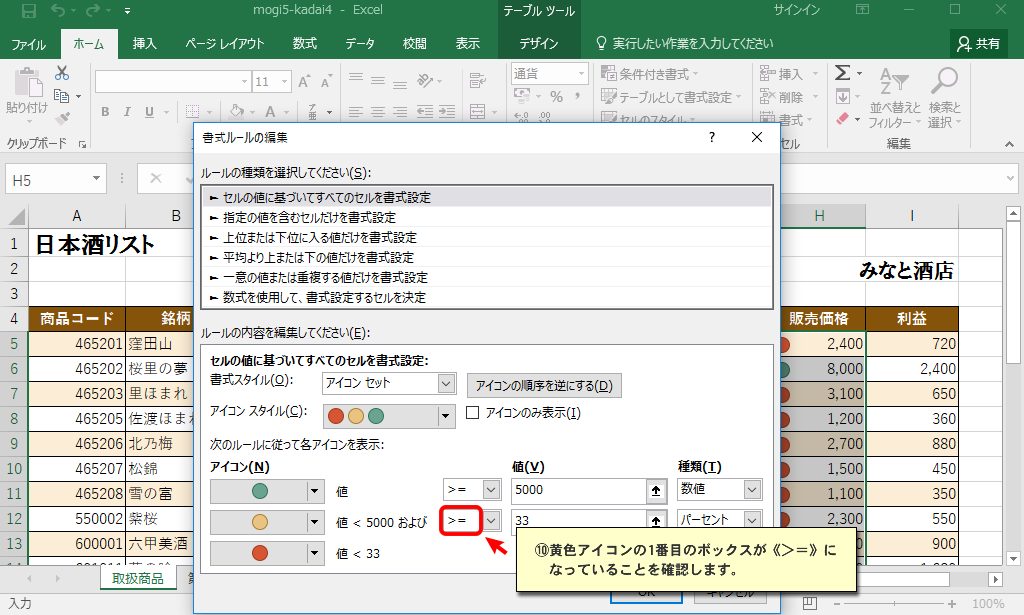 mogi5-kadai4 - Excel
テーブル ツール
サインイン
ファイル ホーム 挿入 ページ レイアウト 数式 データ 校閲 表示 デザイン 実行したい作業を入力してください 共有
貼り付け
クリップボード
11
B I U
A
通貨
% ,
条件付き書式
テーブルとして書式設定
セルのスタイル
挿入
削除
書式
セル
並べ替えと
フィルター
検索と
選択
編集
H5
A B H I
1 日本酒リスト
2 みなと酒店
3
4 商品コード 銘柄 販売価格 利益
5 465201 窪田山 2,400 720
6 465202 桜里の夢 8,000 2,400
7 465203 里ほまれ 3,100 650
8 465205 佐渡ほまれ 1,200 360
9 465206 北乃梅 2,700 880
10 465207 松錦 1,500 450
11 465208 雪の富 1,100 350
12 550002 紫桜 2,300 550
13 600001 六甲美酒 900
取扱商品
入力
100%
書式ルールの編集
? ×
ルールの種類を選択してください(S):
► セルの値に基づいてすべてのセルを書式設定
► 指定の値を含むセルだけを書式設定
► 上位または下位に入る値だけを書式設定
► 平均より上または下の値だけを書式設定
► 一意の値または重複する値だけを書式設定
► 数式を使用して、書式設定するセルを決定
ルールの内容を編集してください(E):
セルの値に基づいてすべてのセルを書式設定:
書式スタイル(O): アイコン セット アイコンの順序を逆にする(D)
アイコン スタイル(C): アイコンのみ表示(I)
次のルールに従って各アイコンを表示:
アイコン(N) 値(V) 種類(T)
値 >= 5000 数値
値 < 5000 および >= 33 パーセント
値 < 33
⑩黄色アイコンの1番目のボックスが《＞＝》に
なっていることを確認します。
OK キャンセル